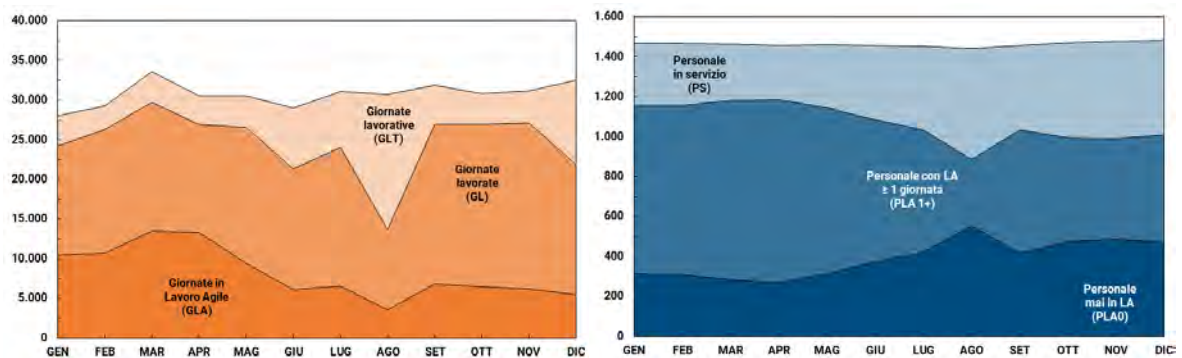 40.000
35.000
30.000
25.000
20.000
15.000
10.000
5.000
0
Giornate
lavorative
(GLT)
Giornate
lavorate
(GL)
Giornate in
Lavoro Agile
(GLA)
GEN FEB MAR APR MAG GIU LUG AGO SET OTT NOV DIC
1.600
1.400
1.200
1.000
800
600
400
200
0
Personale
in servizio
(PS)
Personale con LA
± 1 giornata
(PLA 1+)
Personale
mai in LA
(PLA0)
GEN FEB MAR APR MAG GIU LUG AGO SET OTT NOV DIC